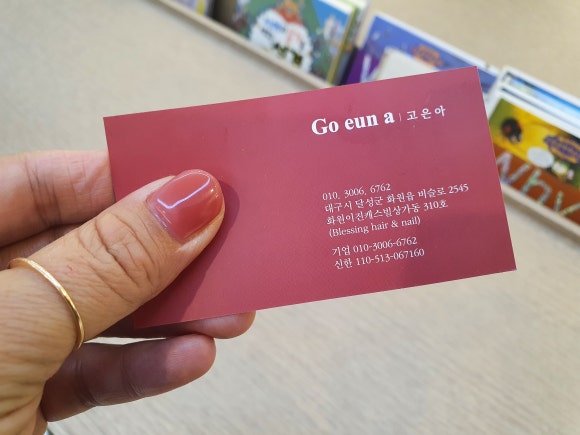 Go eun a | 고은아
010. 3006. 6762
대구시 달성군 화원읍 비슬로 2545
화원이진캐스빌상가동 310호
(Blessing hair & nail)
기업 010-3006-6762
신한 110-513-067160
Why